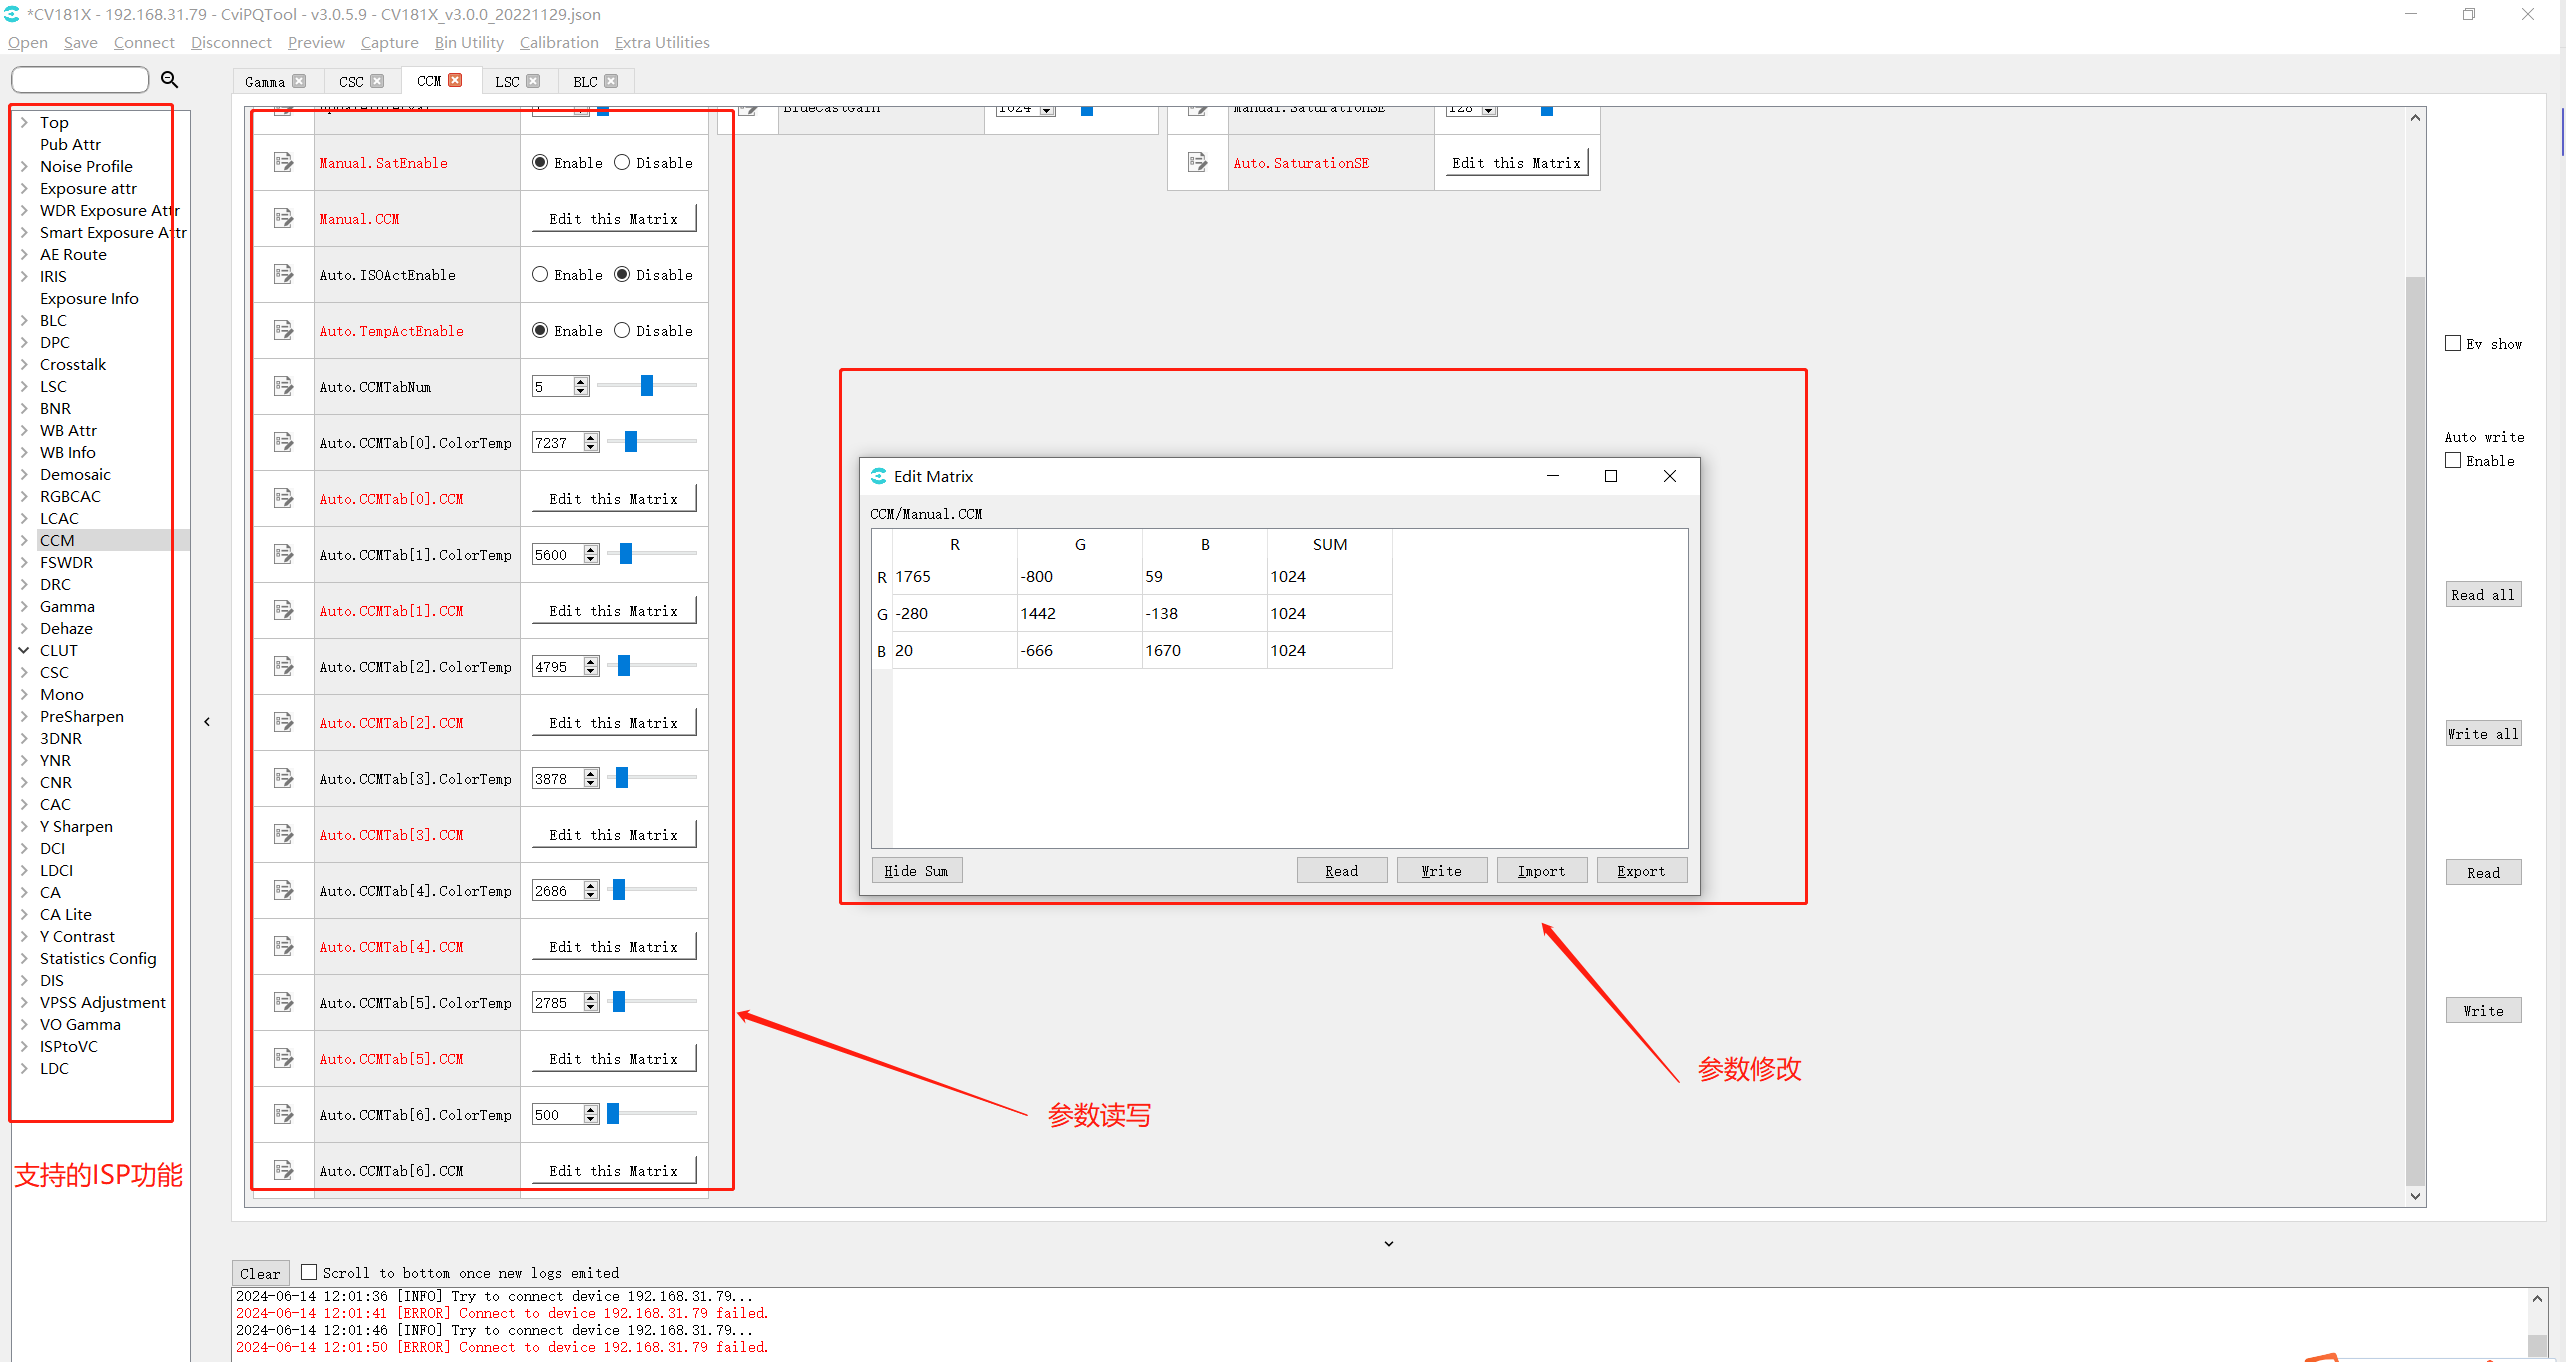 *CV181X - 192.168.31.79 - CviPQTool - v3.0.5.9 - CV181X_v3.0.0_20221129.json
Open Save Connect Disconnect Preview Capture Bin Utility Calibration Extra Utilities
Gamma CSC CCM LSC BLC
Top
Pub Attr
Noise Profile
Exposure attr
WDR Exposure Attr
Smart Exposure Attr
AE Route
IRIS
Exposure Info
BLC
DPC
Crosstalk
LSC
BNR
WB Attr
WB Info
Demosaic
RGBCAC
LCAC
CCM
FSWDR
DRC
Gamma
Dehaze
CLUT
CSC
Mono
PreSharpen
3DNR
YNR
CNR
CAC
Y Sharpen
DCI
LDCI
CA
CA Lite
Y Contrast
Statistics Config
DIS
VPSS Adjustment
VO Gamma
ISPtoVC
LDC
支持的ISP功能
BlueCastGain 1024
Manual.SaturationSE 128
Manual.SatEnable Enable Disable
Auto.SaturationSE Edit this Matrix
Manual.CCM Edit this Matrix
Auto.ISOActEnable Enable Disable
Auto.TempActEnable Enable Disable
Auto.CCMTabNum 5
Auto.CCMTab[0].ColorTemp 7237
Auto.CCMTab[0].CCM Edit this Matrix
Auto.CCMTab[1].ColorTemp 5600
Auto.CCMTab[1].CCM Edit this Matrix
Auto.CCMTab[2].ColorTemp 4795
Auto.CCMTab[2].CCM Edit this Matrix
Auto.CCMTab[3].ColorTemp 3878
Auto.CCMTab[3].CCM Edit this Matrix
Auto.CCMTab[4].ColorTemp 2686
Auto.CCMTab[4].CCM Edit this Matrix
Auto.CCMTab[5].ColorTemp 2785
Auto.CCMTab[5].CCM Edit this Matrix
Auto.CCMTab[6].ColorTemp 500
Auto.CCMTab[6].CCM Edit this Matrix
Edit Matrix
CCM/Manual.CCM
R G B SUM
R 1765 -800 59 1024
G -280 1442 -138 1024
B 20 -666 1670 1024
Hide Sum Read Write Import Export
参数修改
参数读写
Ev show
Auto write
Enable
Read all
Write all
Read
Write
Clear Scroll to bottom once new logs emited
2024-06-14 12:01:36 [INFO] Try to connect device 192.168.31.79...
2024-06-14 12:01:41 [ERROR] Connect to device 192.168.31.79 failed.
2024-06-14 12:01:46 [INFO] Try to connect device 192.168.31.79...
2024-06-14 12:01:50 [ERROR] Connect to device 192.168.31.79 failed.